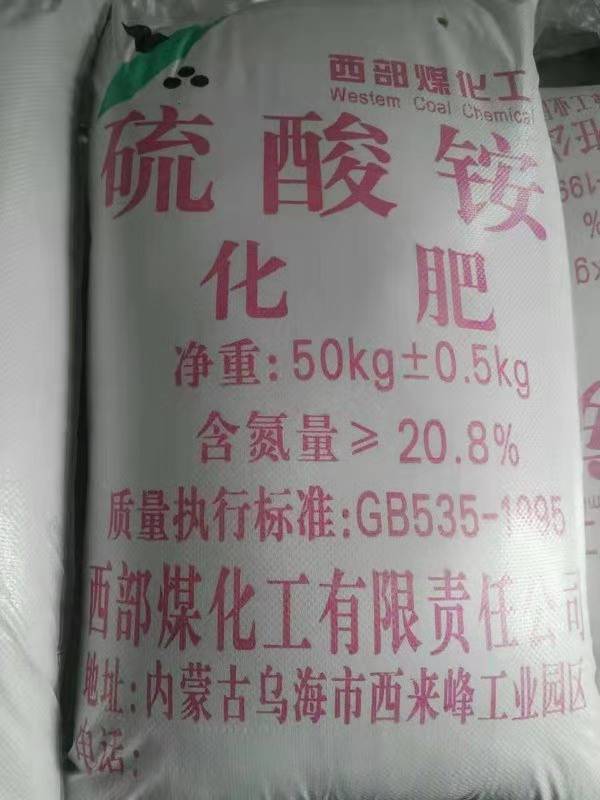 西部煤化工
Westem Coal Chemical
硫酸铵
化肥
净重:50kg±0.5kg
含氮量≥20.8%
质量执行标准:GB535-1995
西部煤化工有限责任公司
地址:内蒙古乌海市西来峰工业园区
电话: